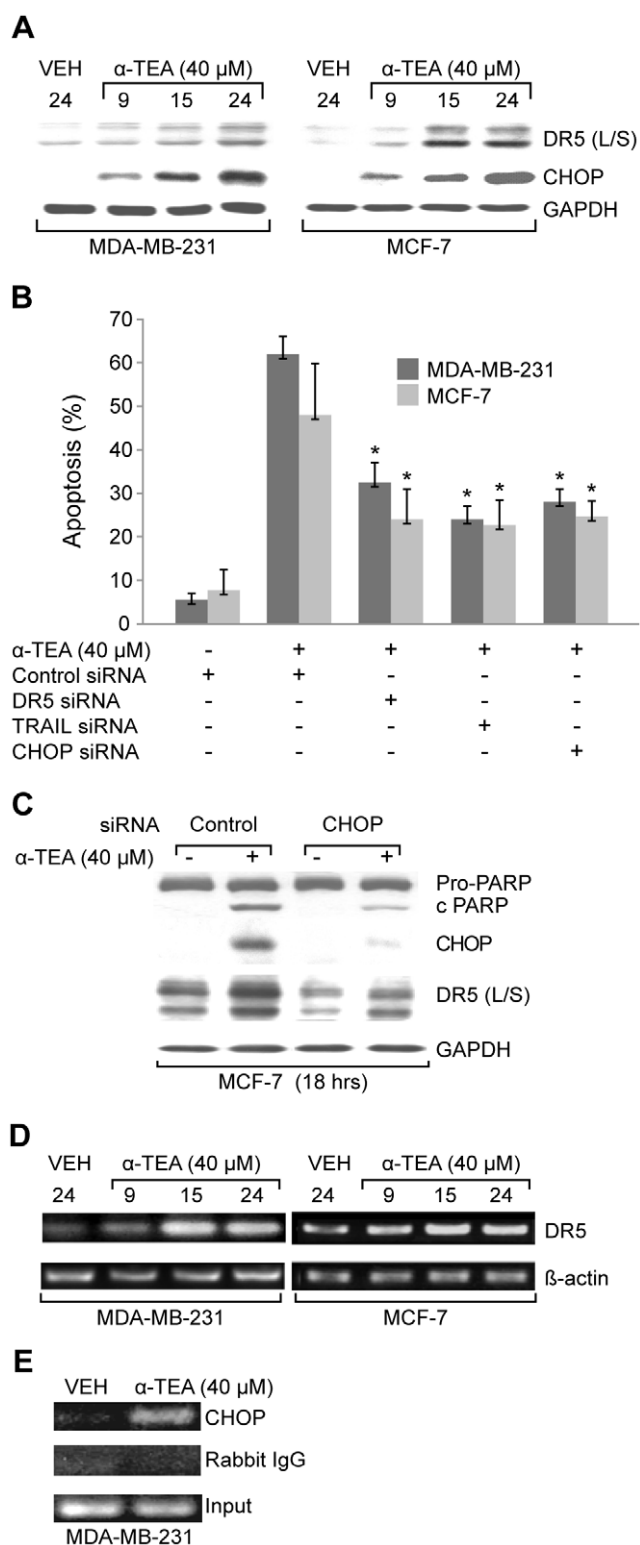 A
VEH α-TEA (40 µM) VEH α-TEA (40 µM)
24 9 15 24 24 9 15 24
DR5 (L/S)
CHOP
GAPDH
MDA-MB-231 MCF-7
B
70
60
50
40
30
20
10
0
Apoptosis (%)
MDA-MB-231
MCF-7
* * * * * *
α-TEA (40 µM) - + + + +
Control siRNA + + - - -
DR5 siRNA - - + - -
TRAIL siRNA - - - + -
CHOP siRNA - - - - +
C
siRNA Control CHOP
α-TEA (40 µM) - + - +
Pro-PARP
c PARP
CHOP
DR5 (L/S)
GAPDH
MCF-7 (18 hrs)
D
VEH α-TEA (40 µM) VEH α-TEA (40 µM)
24 9 15 24 24 9 15 24
DR5
ß-actin
MDA-MB-231 MCF-7
E
VEH α-TEA (40 µM)
CHOP
Rabbit IgG
Input
MDA-MB-231